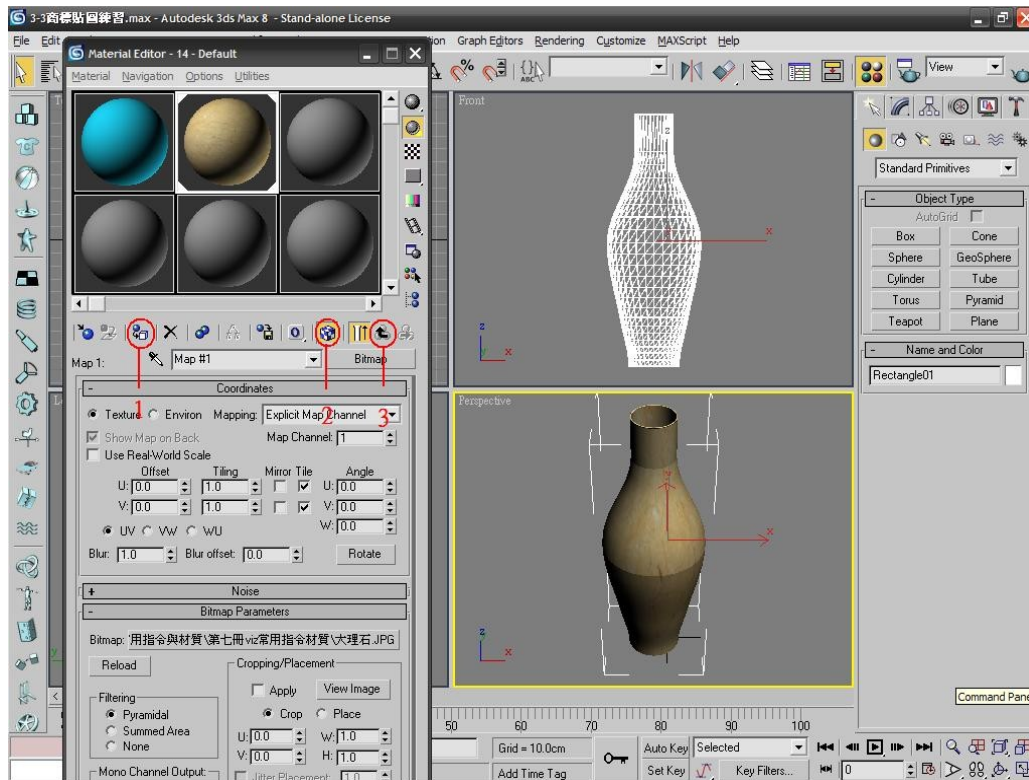 3-3商標貼圖練習.max - Autodesk 3ds Max 8 - Stand-alone License
File Edit
Graph Editors Rendering Customize MAXScript Help
Material Editor - 14 - Default
Material Navigation Options Utilities
View
Front
z
x
z
y x
Standard Primitives
- Object Type
AutoGrid
Box Cone
Sphere GeoSphere
Cylinder Tube
Torus Pyramid
Teapot Plane
- Name and Color
Rectangle01
Map 1: Map #1 Bitmap
- Coordinates
1 2 3
Texture Environ Mapping: Explicit Map Channel
Show Map on Back Map Channel: 1
Use Real-World Scale
Offset Tiling Mirror Tile Angle
U: 0.0 1.0 U: 0.0
V: 0.0 1.0 V: 0.0
W: 0.0
UV VW WU
Blur: 1.0 Blur offset: 0.0 Rotate
+ Noise
- Bitmap Parameters
Bitmap: 用指令與材質\第七冊viz常用指令材質\大理石.JPG
Reload
Cropping/Placement
Apply View Image
Crop Place
U: 0.0 W: 1.0
V: 0.0 H: 1.0
Jitter Placement: 1.0
Filtering
Pyramidal
Summed Area
None
Mono Channel Output:
Perspective
z
x
z
y x
Command Pane
50 60 70 80 90 100
Grid = 10.0cm
Add Time Tag
Auto Key Selected
Set Key Key Filters...
0